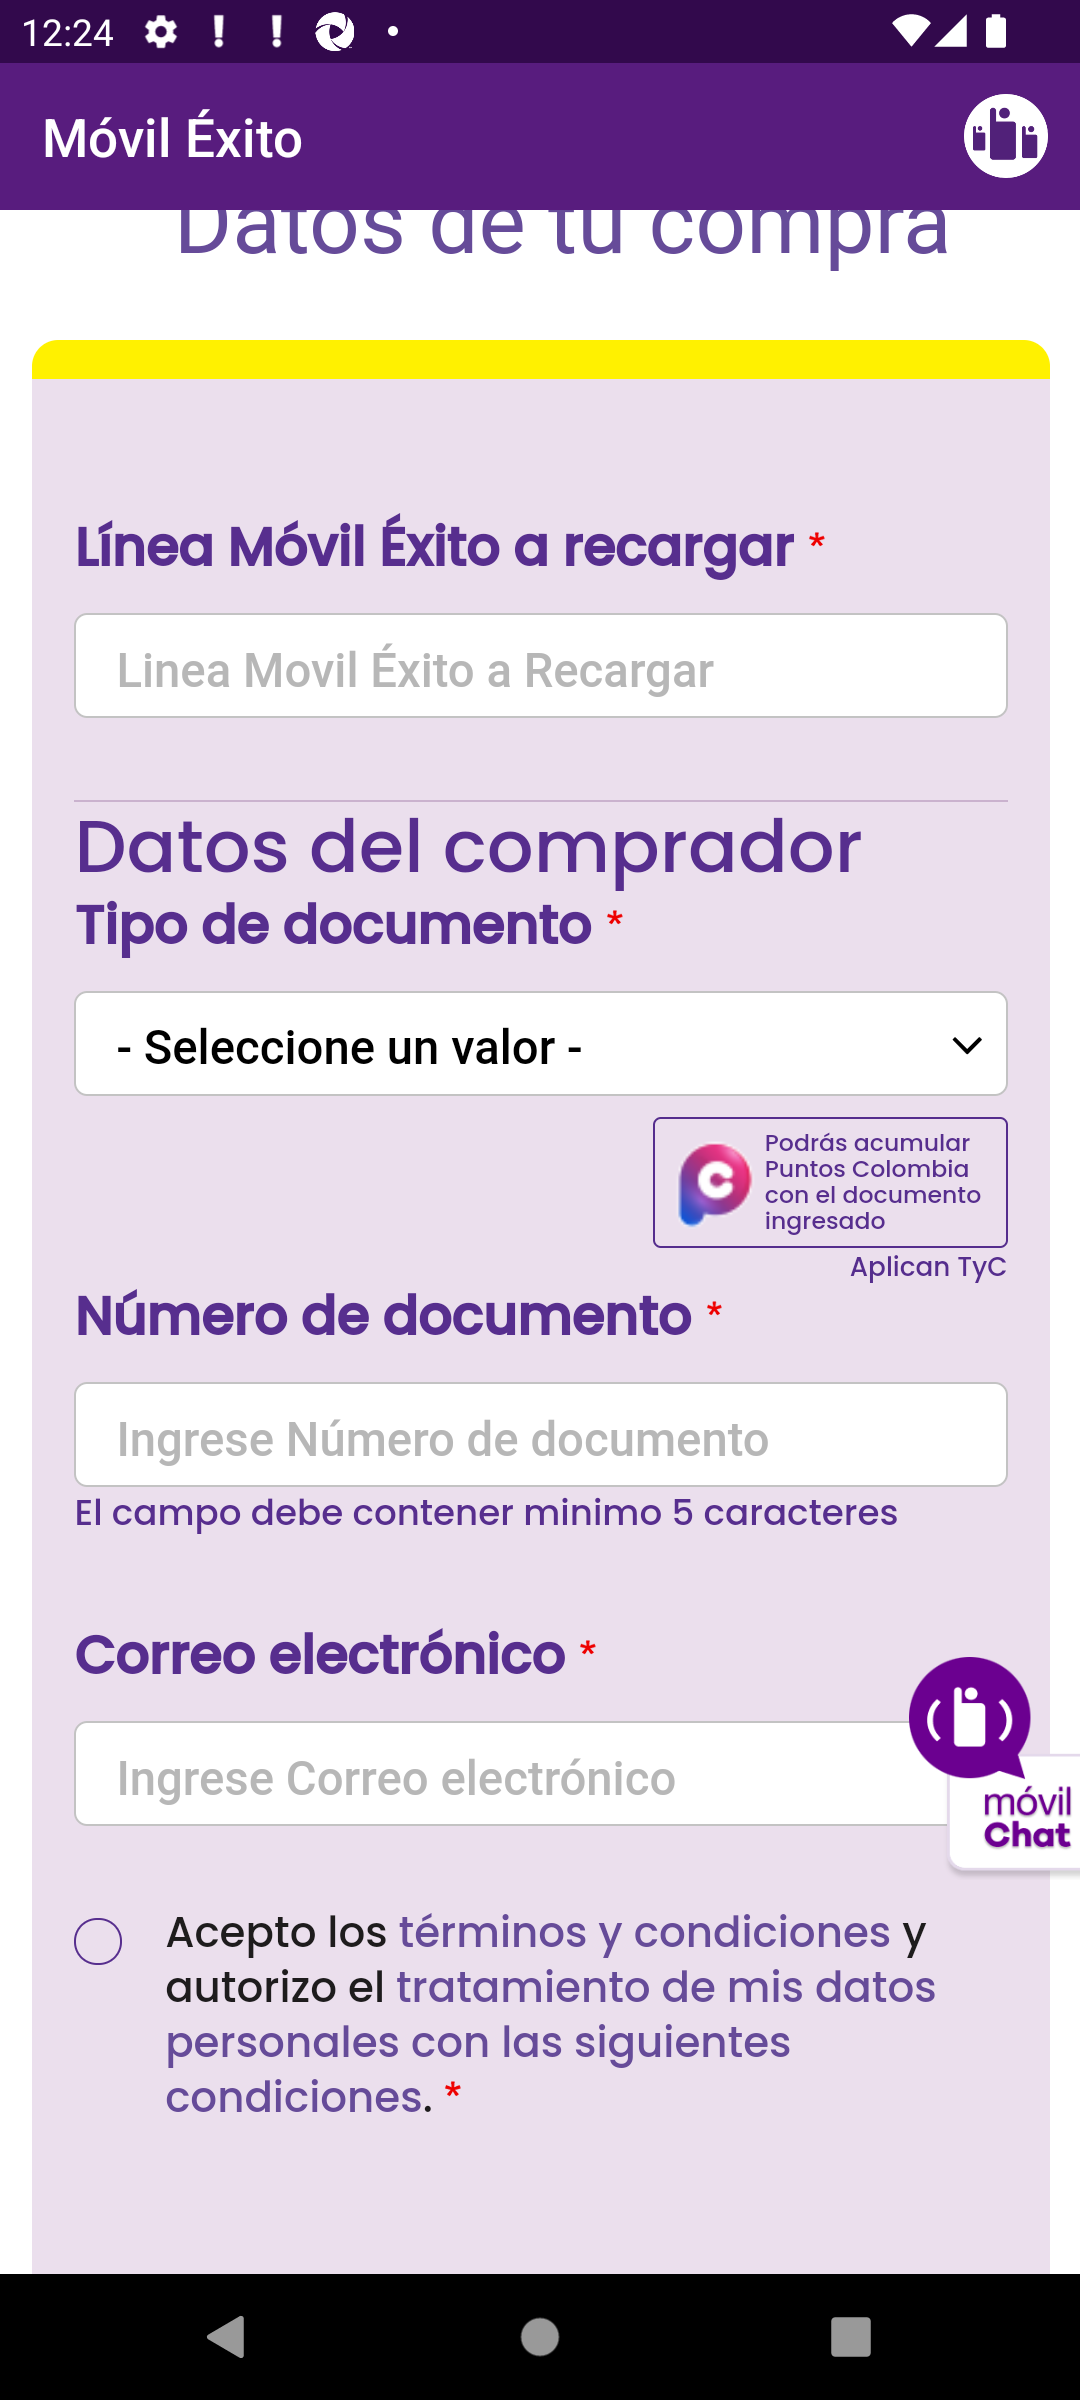 12:24
Móvil Éxito
Datos de tu compra
Línea Móvil Éxito a recargar *
Linea Movil Éxito a Recargar
Datos del comprador
Tipo de documento *
- Seleccione un valor -
Podrás acumular
Puntos Colombia
con el documento
ingresado
Aplican TyC
Número de documento *
Ingrese Número de documento
El campo debe contener minimo 5 caracteres
Correo electrónico *
Ingrese Correo electrónico
móvil
Chat
Acepto los términos y condiciones y
autorizo el tratamiento de mis datos
personales con las siguientes
condiciones. *